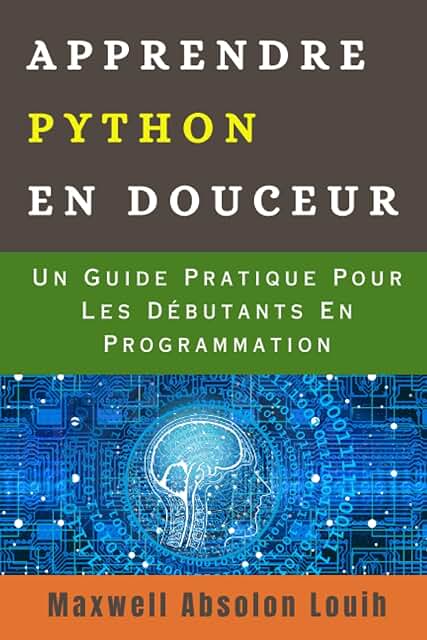 APPRENDRE
PYTHON
EN DOUCEUR
Un Guide Pratique Pour
Les Débutants En
Programmation
Maxwell Absolon Louih